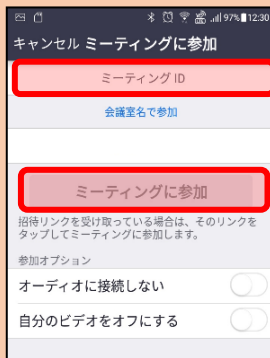 97% 12:30
キャンセル ミーティングに参加
ミーティング ID
会議室名で参加
ミーティングに参加
招待リンクを受け取っている場合は、そのリンクを
タップしてミーティングに参加します。
参加オプション
オーディオに接続しない
自分のビデオをオフにする